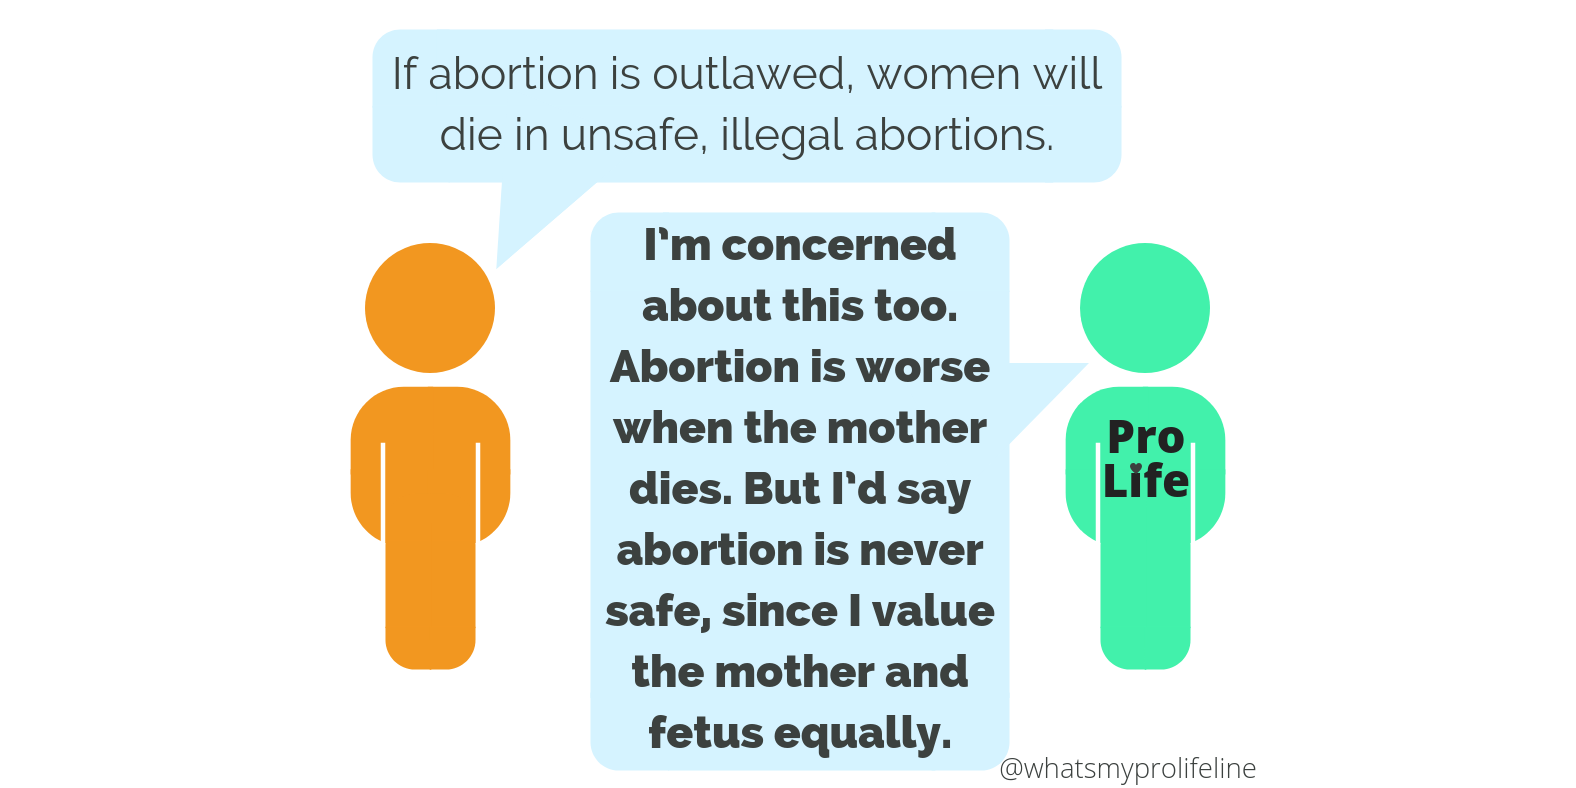 If abortion is outlawed, women will
die in unsafe, illegal abortions.
I'm concerned
about this too.
Abortion is worse
when the mother
dies. But I'd say
abortion is never
safe, since I value
the mother and
fetus equally.
Pro
Life
@whatsmyprolifeline